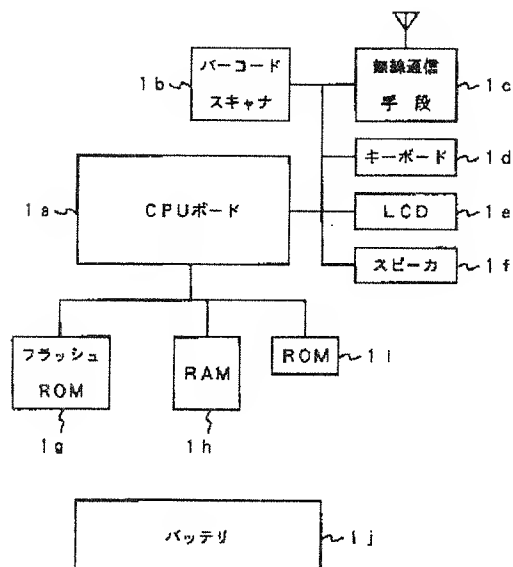 バーコード
スキャナ
1b
無線通信
手段
1c
キーボード
1d
1a
CPUボード
LCD
1e
スピーカ
1f
フラッシュ
ROM
1g
RAM
1h
ROM
1i
バッテリ
1j